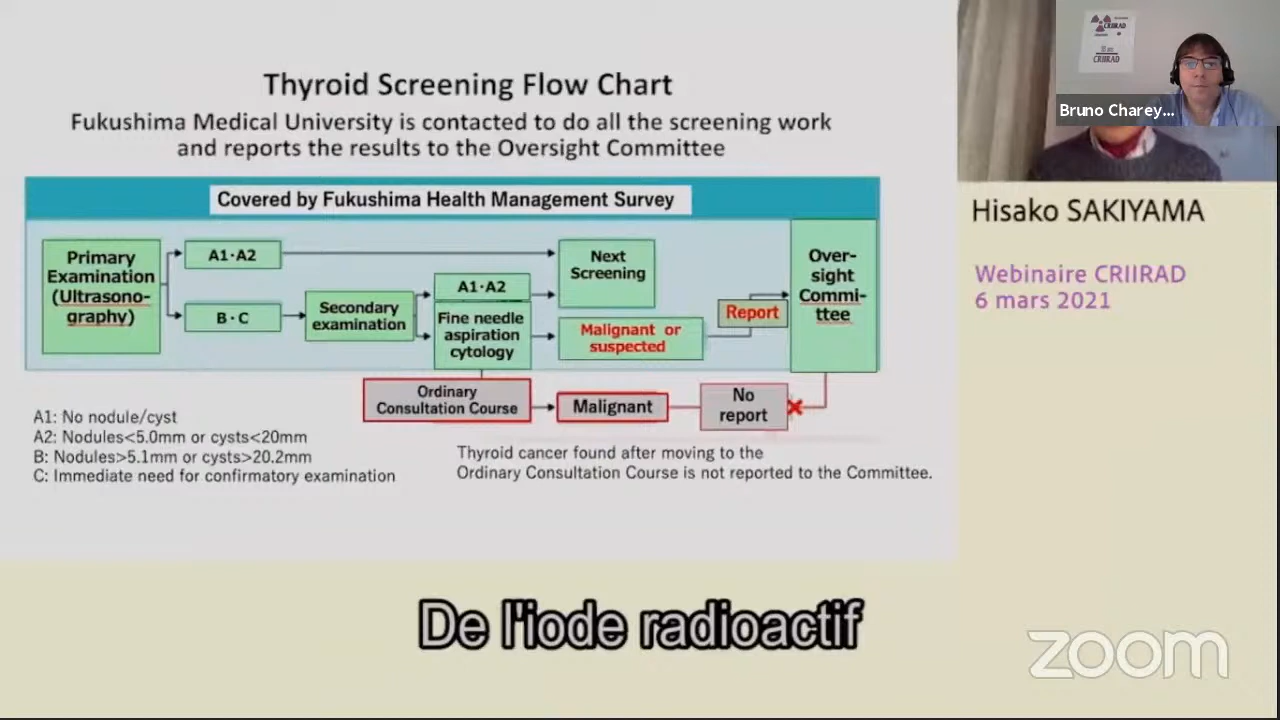 Thyroid Screening Flow Chart
Fukushima Medical University is contacted to do all the screening work
and reports the results to the Oversight Committee
Covered by Fukushima Health Management Survey
Primary
Examination
(Ultrasono-
graphy)
A1·A2
B·C
Secondary
examination
A1·A2
Fine needle
aspiration
cytology
Next
Screening
Malignant or
suspected
Report
Over-
sight
Commi-
ttee
Ordinary
Consultation Course
Malignant
No
report
A1: No nodule/cyst
A2: Nodules<5.0mm or cysts<20mm
B: Nodules>5.1mm or cysts>20.2mm
C: Immediate need for confirmatory examination
Thyroid cancer found after moving to the
Ordinary Consultation Course is not reported to the Committee.
CRIIRAD
CRIIRAD
Bruno Charey...
Hisako SAKIYAMA
Webinaire CRIIRAD
6 mars 2021
De l'iode radioactif
zoom